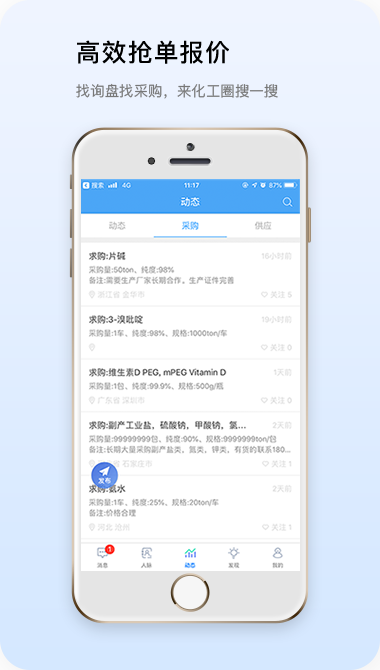 高效抢单报价
找询盘找采购，来化工圈搜一搜
搜索 4G 11:17 87%
动态
动态 采购 供应
求购:片碱 16小时前
采购量:50ton、纯度:98%
备注:需要生产厂家长期合作。生产证件完善
浙江省 金华市 关注 5
求购:3-溴吡啶 19小时前
采购量:1车、纯度:98%、规格:1000ton/车
关注 0
求购:维生素D PEG, mPEG Vitamin D 1天前
采购量:1包、纯度:99.9%、规格:500g/瓶
广东省 深圳市 关注 0
求购:副产工业盐，硫酸钠，甲酸钠，氯... 2天前
采购量:99999999包、纯度:90%、规格:9999999ton/包
备注:长期大量采购副产盐类、氮类、钾类，有货的联系180...
省 石家庄市 关注 1
发布
求购:氨水 2天前
采购量:1车、纯度:25%、规格:20ton/车
备注:价格合理
河北 沧州 关注 0
1
消息 人脉 动态 发现 我的